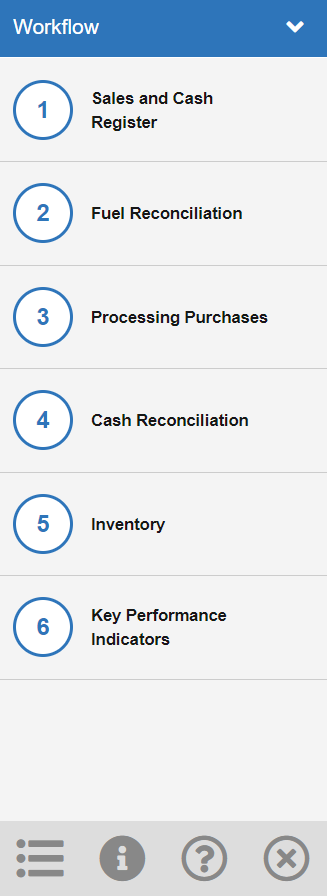 Workflow
1
Sales and Cash
Register
2
Fuel Reconciliation
3
Processing Purchases
4
Cash Reconciliation
5
Inventory
6
Key Performance
Indicators